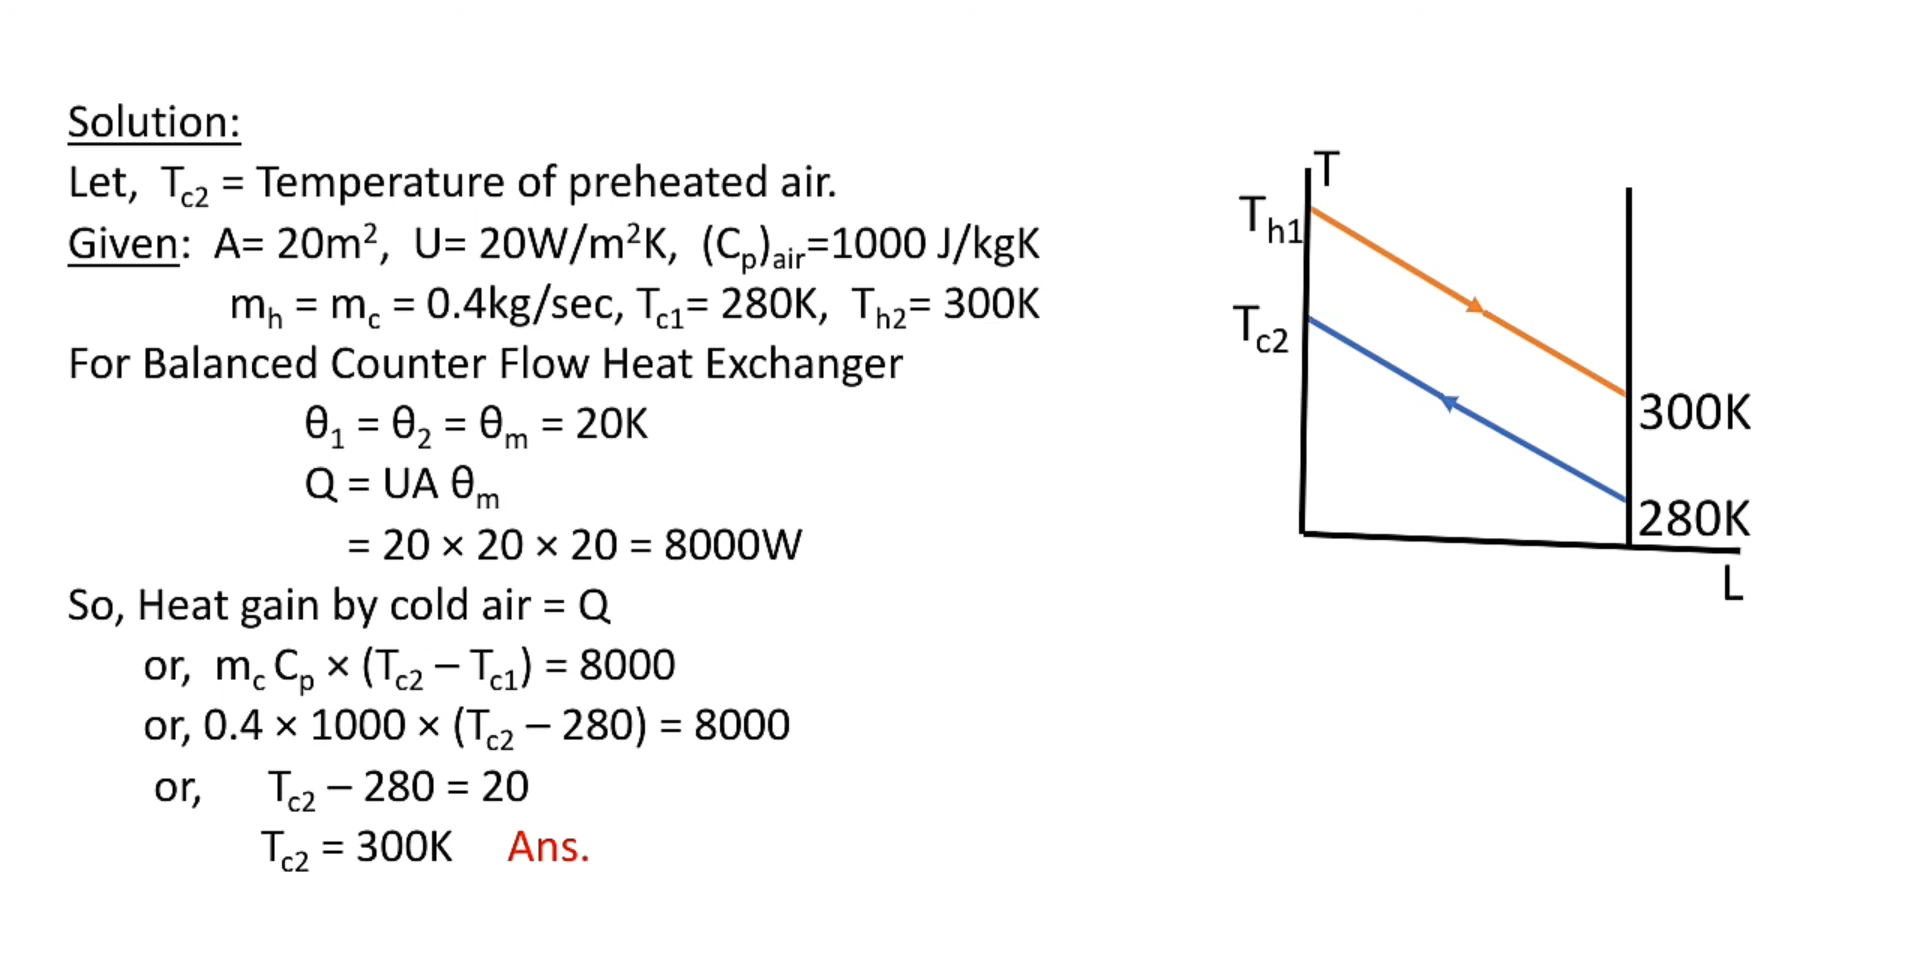 Solution:
Let, Tc2 = Temperature of preheated air.
Given: A= 20m², U= 20W/m²K, (Cp)air=1000 J/kgK
mh = mc = 0.4kg/sec, Tc1= 280K, Th2= 300K
For Balanced Counter Flow Heat Exchanger
θ1 = θ2 = θm = 20K
Q = UA θm
= 20 × 20 × 20 = 8000W
So, Heat gain by cold air = Q
or, mc Cp × (Tc2 – Tc1) = 8000
or, 0.4 × 1000 × (Tc2 – 280) = 8000
or, Tc2 – 280 = 20
Tc2 = 300K Ans.
T
Th1
Tc2
300K
280K
L